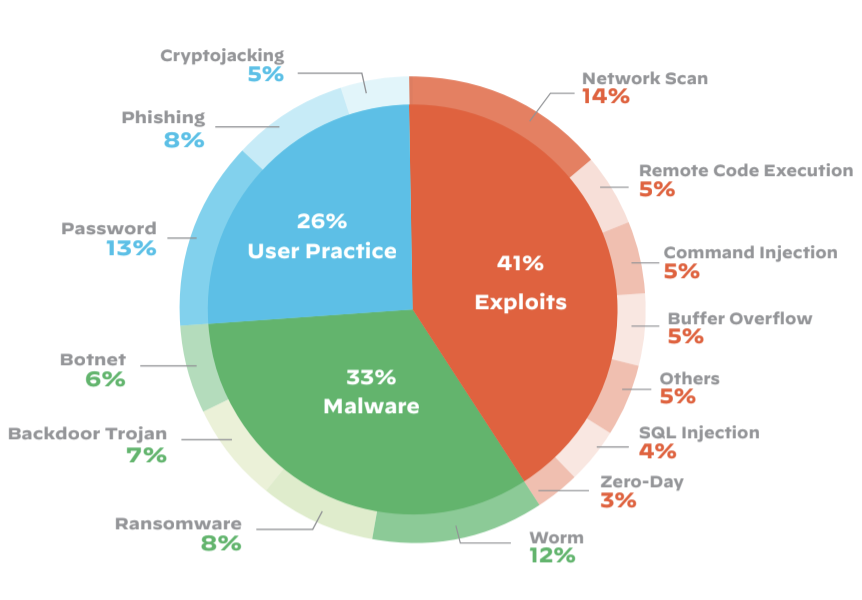 Cryptojacking
5%
Phishing
8%
Password
13%
26%
User Practice
Network Scan
14%
Remote Code Execution
5%
Command Injection
5%
Buffer Overflow
5%
Others
5%
SQL Injection
4%
Zero-Day
3%
41%
Exploits
33%
Malware
Botnet
6%
Backdoor Trojan
7%
Ransomware
8%
Worm
12%